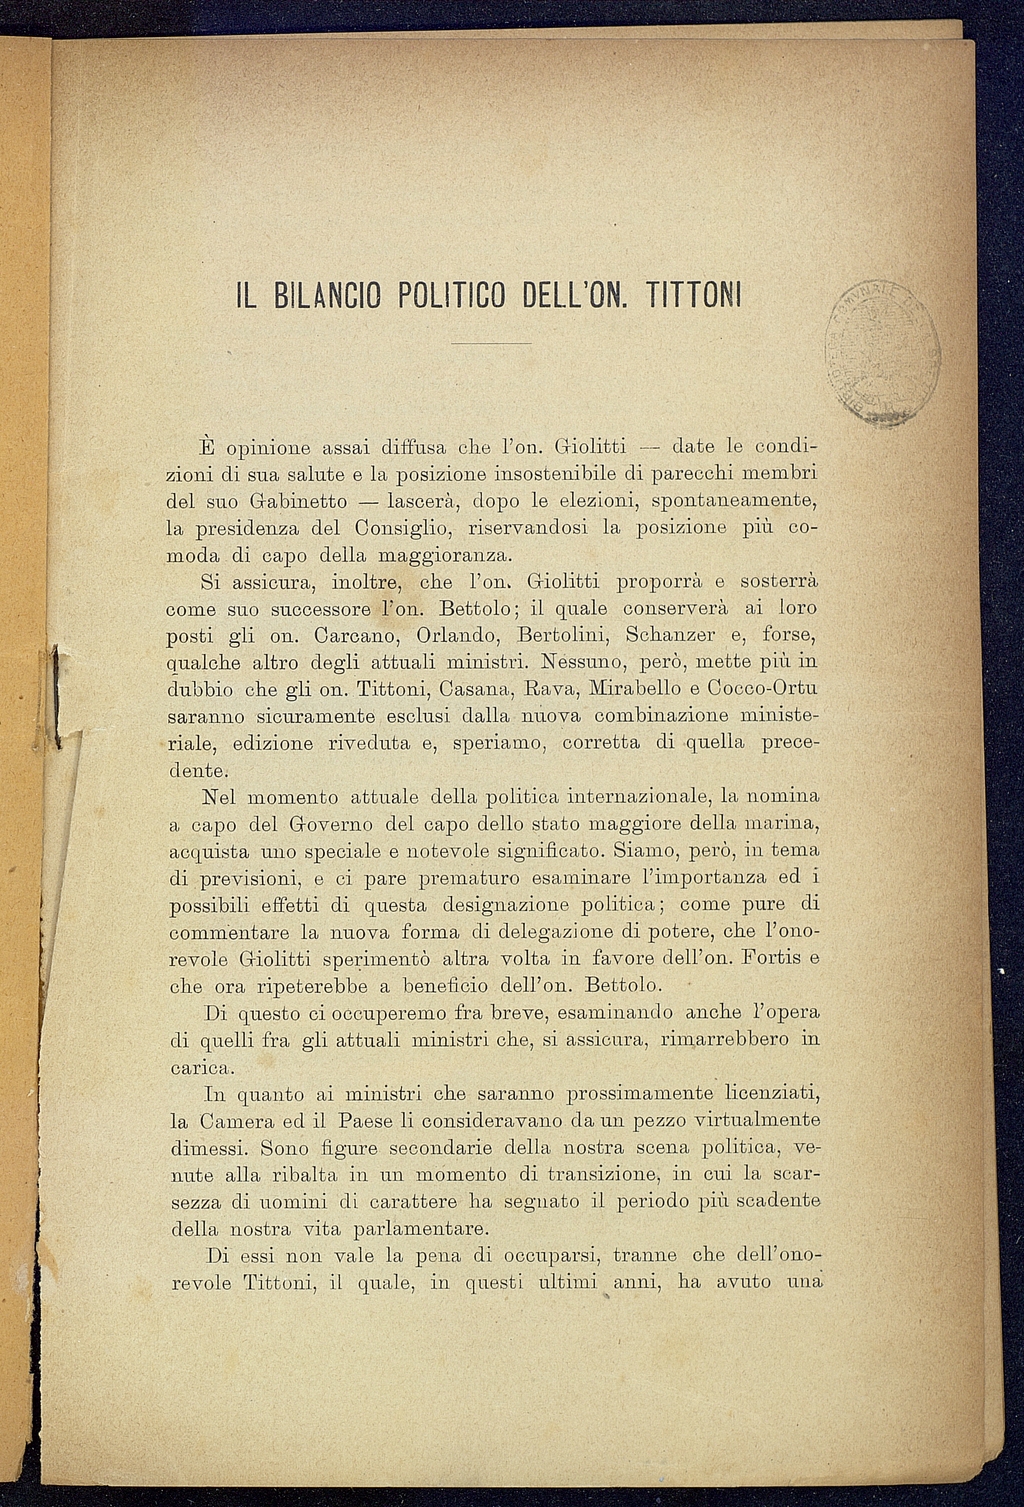 IL BILANCIO POLITICO DELL'ON. TITTONI
È opinione assai diffusa che l'on. Giolitti — date le condi-
zioni di sua salute e la posizione insostenibile di parecchi membri
del suo Gabinetto — lascerà, dopo le elezioni, spontaneamente,
la presidenza del Consiglio, riservandosi la posizione più co-
moda di capo della maggioranza.
Si assicura, inoltre, che l'on. Giolitti proporrà e sosterrà
come suo successore l'on. Bettolo; il quale conserverà ai loro
posti gli on. Carcano, Orlando, Bertolini, Schanzer e, forse,
qualche altro degli attuali ministri. Nessuno, però, mette più in
dubbio che gli on. Tittoni, Casana, Rava, Mirabello e Cocco-Ortu
saranno sicuramente esclusi dalla nuova combinazione ministe-
riale, edizione riveduta e, speriamo, corretta di quella prece-
dente.
Nel momento attuale della politica internazionale, la nomina
a capo del Governo del capo dello stato maggiore della marina,
acquista uno speciale e notevole significato. Siamo, però, in tema
di previsioni, e ci pare prematuro esaminare l'importanza ed i
possibili effetti di questa designazione politica; come pure di
commentare la nuova forma di delegazione di potere, che l'ono-
revole Giolitti sperimentò altra volta in favore dell'on. Fortis e
che ora ripeterebbe a beneficio dell'on. Bettolo.
Di questo ci occuperemo fra breve, esaminando anche l'opera
di quelli fra gli attuali ministri che, si assicura, rimarrebbero in
carica.
In quanto ai ministri che saranno prossimamente licenziati,
la Camera ed il Paese li consideravano da un pezzo virtualmente
dimessi. Sono figure secondarie della nostra scena politica, ve-
nute alla ribalta in un momento di transizione, in cui la scar-
sezza di uomini di carattere ha segnato il periodo più scadente
della nostra vita parlamentare.
Di essi non vale la pena di occuparsi, tranne che dell'ono-
revole Tittoni, il quale, in questi ultimi anni, ha avuto una